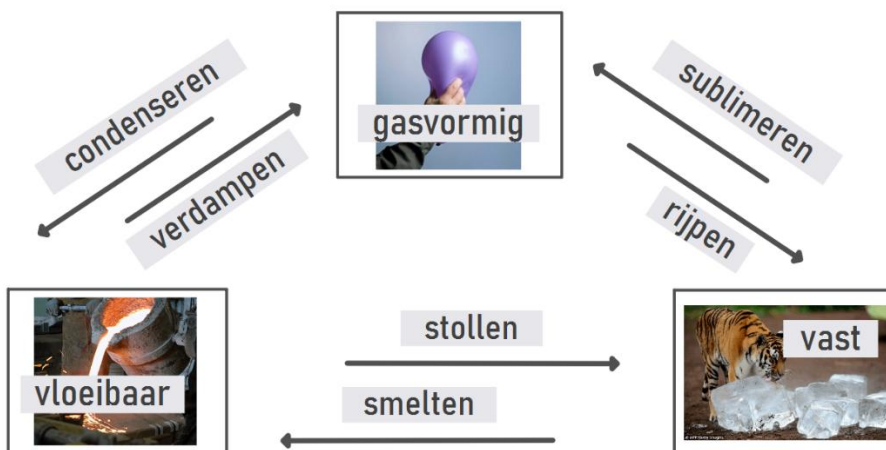 condenseren
verdampen
gasvormig
sublimeren
rijpen
vloeibaar
stollen
smelten
vast